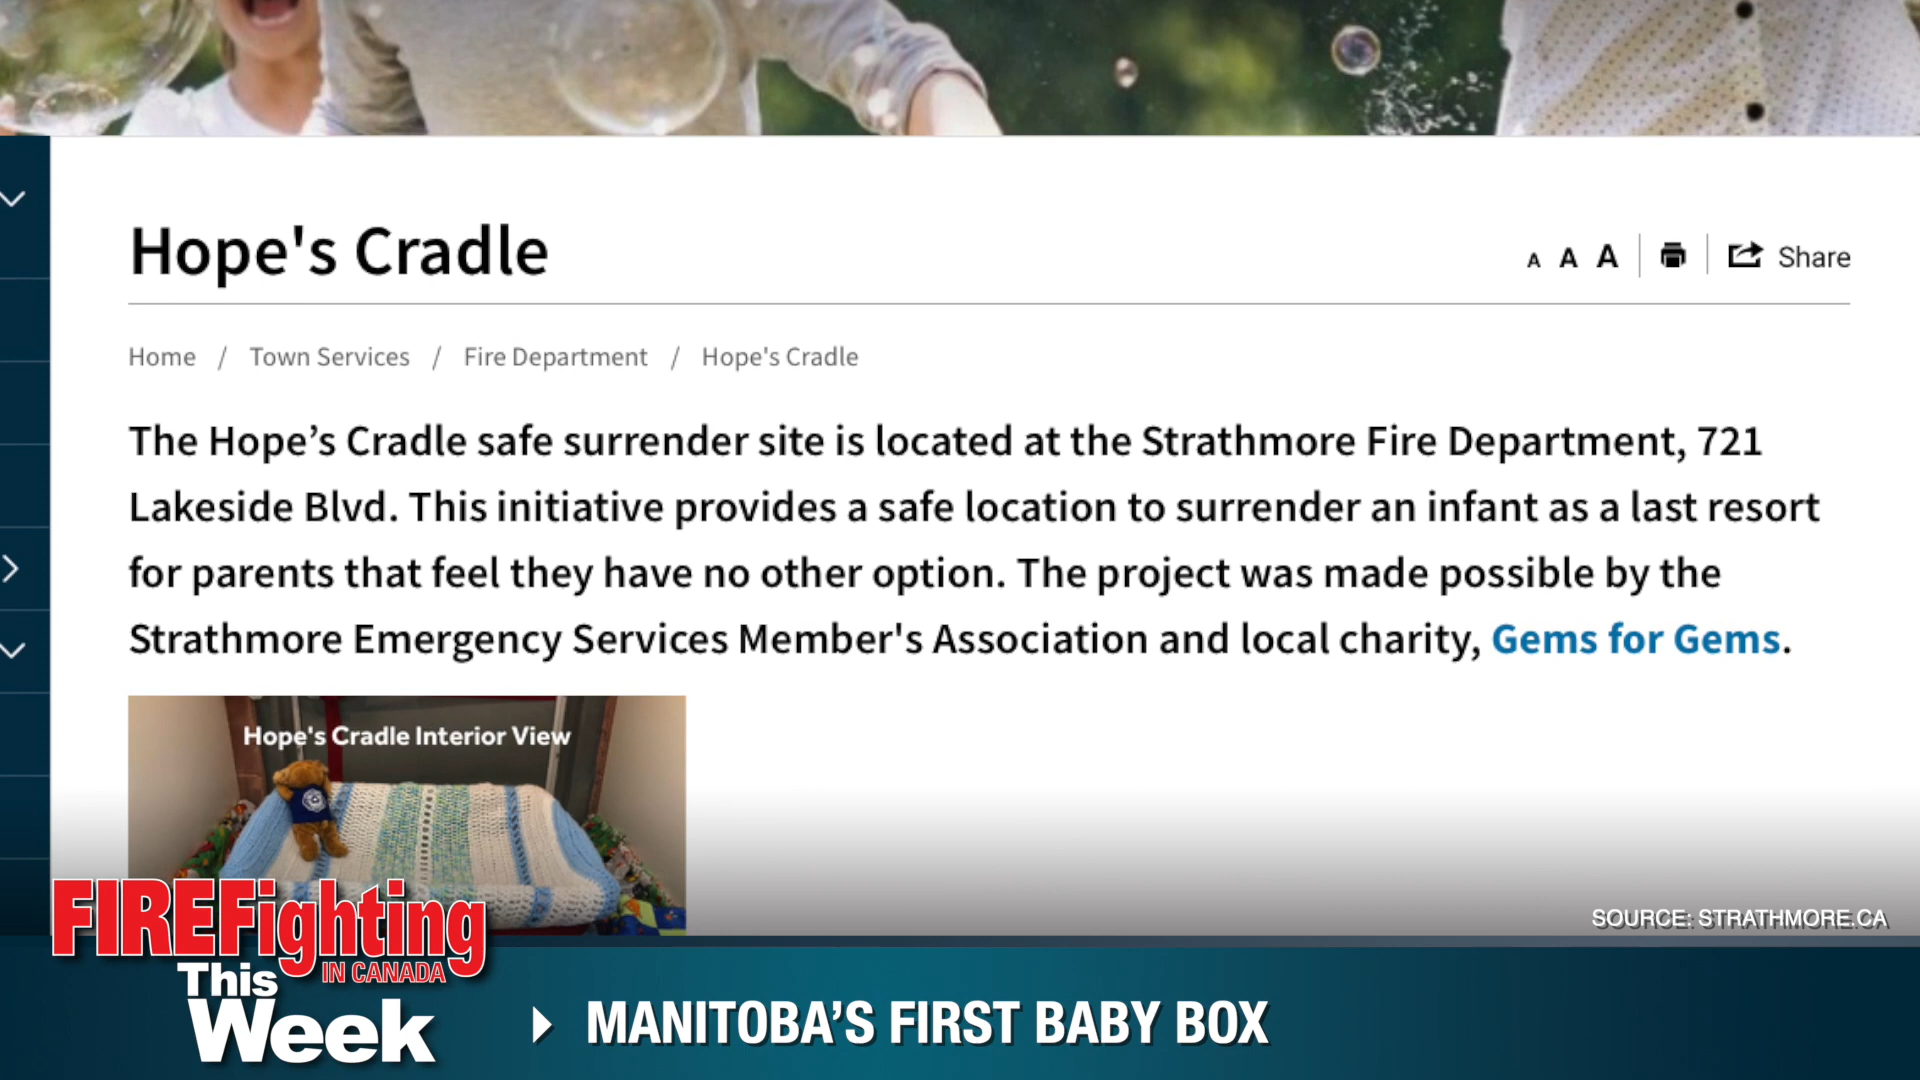 Hope's Cradle
A A A
Share
Home / Town Services / Fire Department / Hope's Cradle
The Hope’s Cradle safe surrender site is located at the Strathmore Fire Department, 721
Lakeside Blvd. This initiative provides a safe location to surrender an infant as a last resort
for parents that feel they have no other option. The project was made possible by the
Strathmore Emergency Services Member's Association and local charity, Gems for Gems.
Hope's Cradle Interior View
SOURCE: STRATHMORE.CA
FIREFighting
IN CANADA
This
Week
MANITOBA’S FIRST BABY BOX